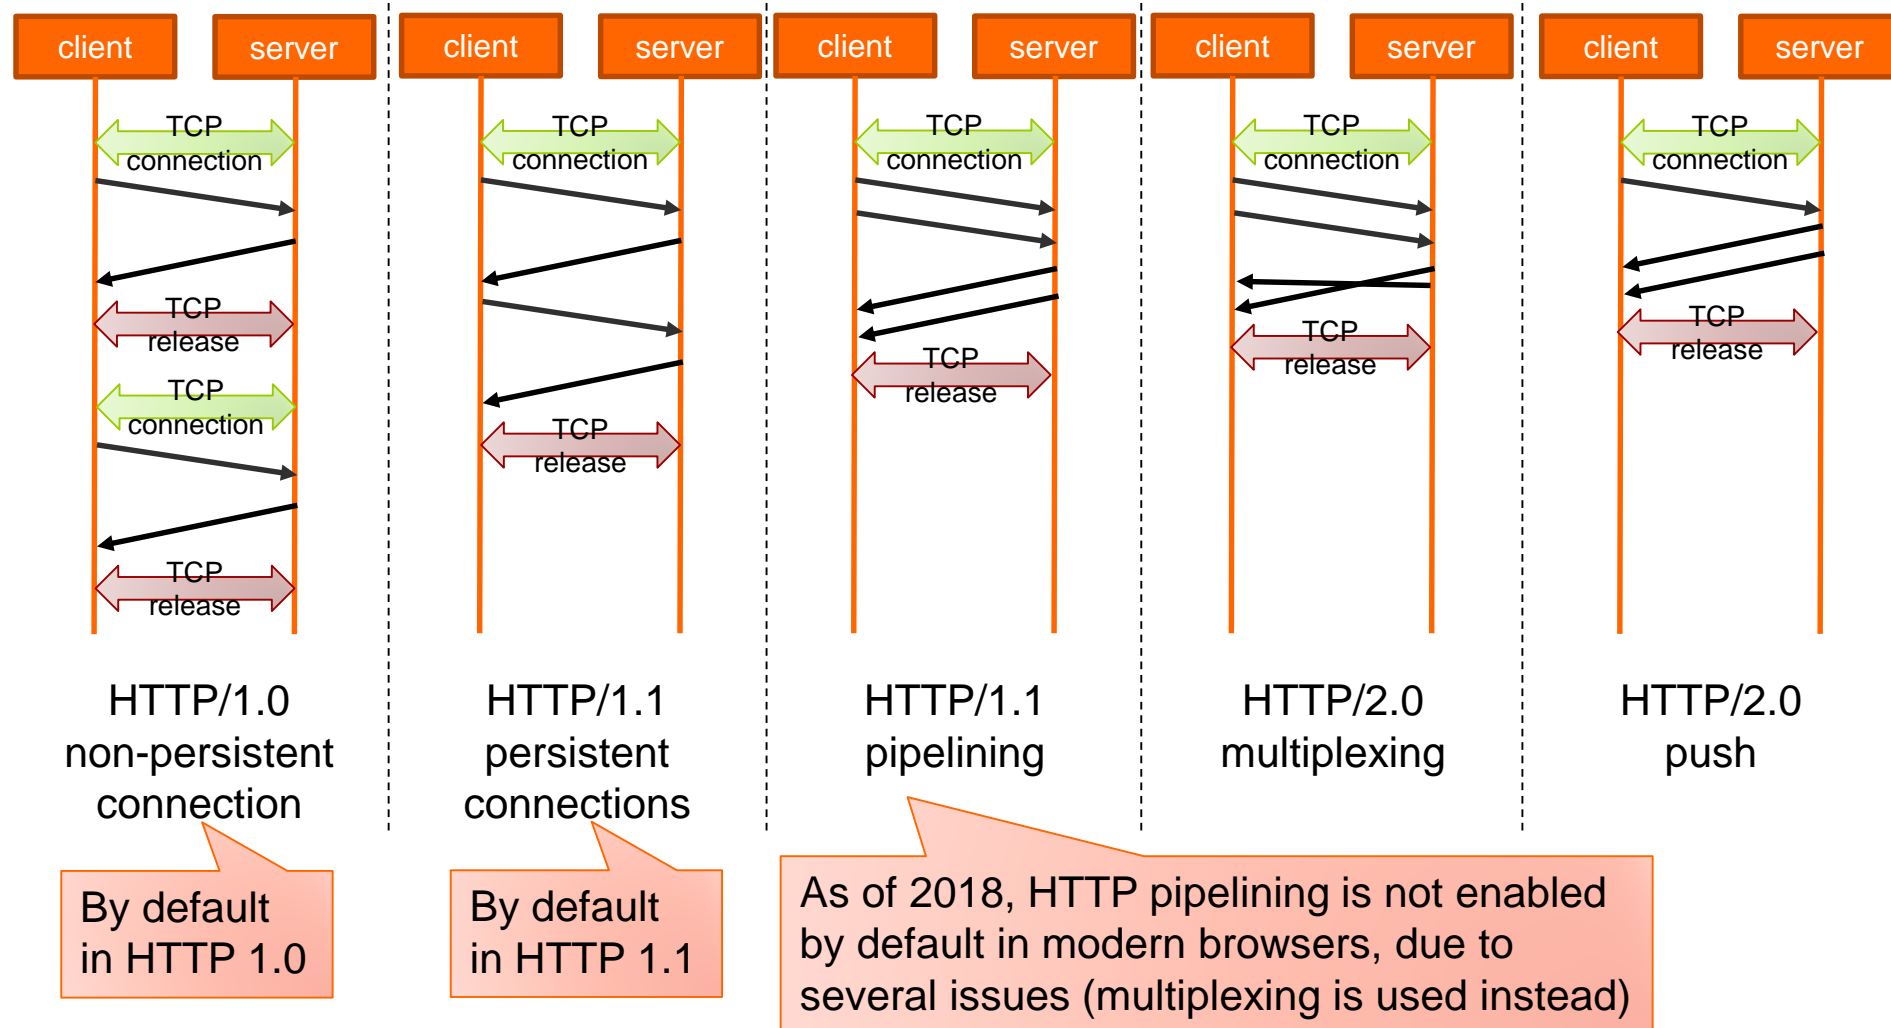 client
server
client
server
client
server
client
server
client
server
TCP
connection
TCP
release
TCP
connection
TCP
release
HTTP/1.0
non-persistent
connection
By default
in HTTP 1.0
TCP
connection
TCP
release
HTTP/1.1
persistent
connections
By default
in HTTP 1.1
TCP
connection
TCP
release
HTTP/1.1
pipelining
As of 2018, HTTP pipelining is not enabled
by default in modern browsers, due to
several issues (multiplexing is used instead)
TCP
connection
TCP
release
HTTP/2.0
multiplexing
TCP
connection
TCP
release
HTTP/2.0
push